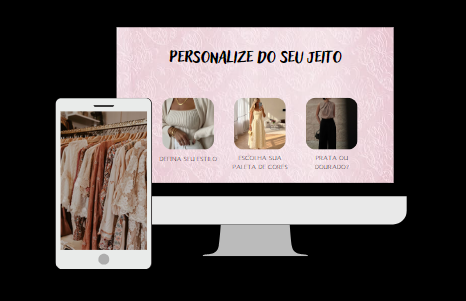 PERSONALIZE DO SEU JEITO
DEFINA SEU ESTILO
ESCOLHA SUA
PALETA DE CORES
PRATA OU
DOURADO?